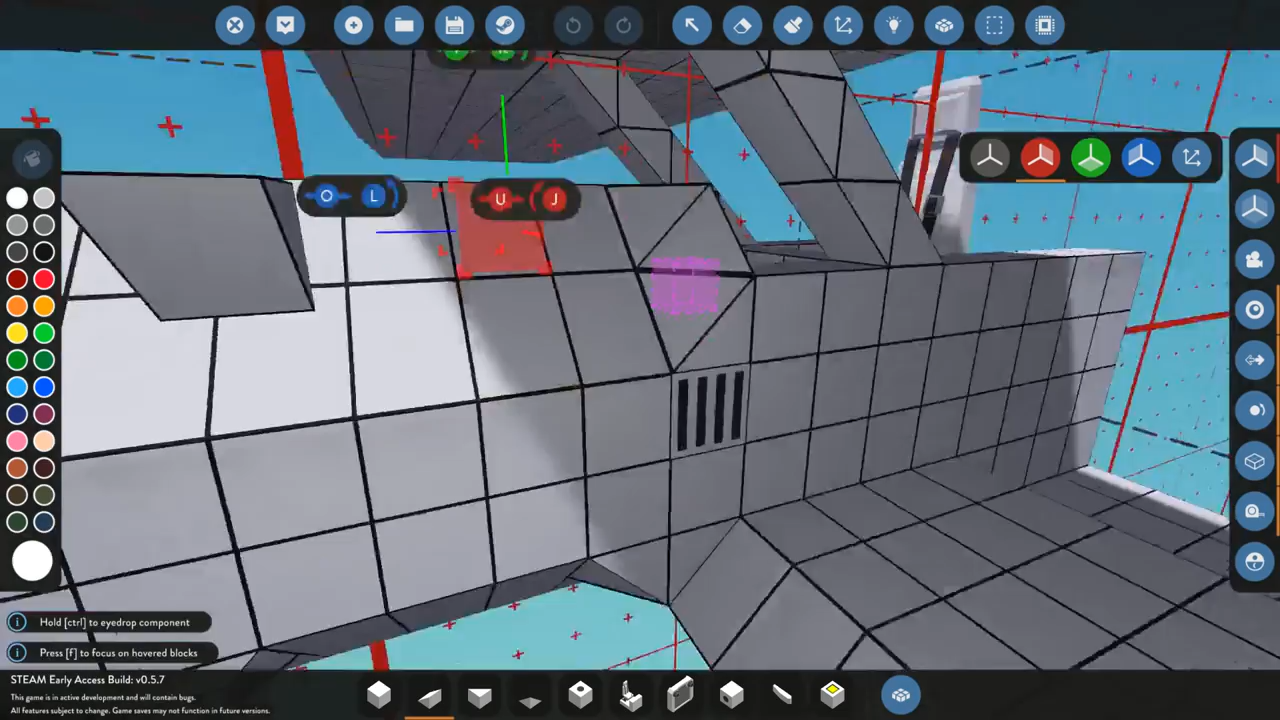 O L
U J
Hold [ctrl] to eyedrop component
Press [f] to focus on hovered blocks
STEAM Early Access Build: v0.5.7
This game is in active development and will contain bugs.
All features subject to change. Game saves may not function in future versions.